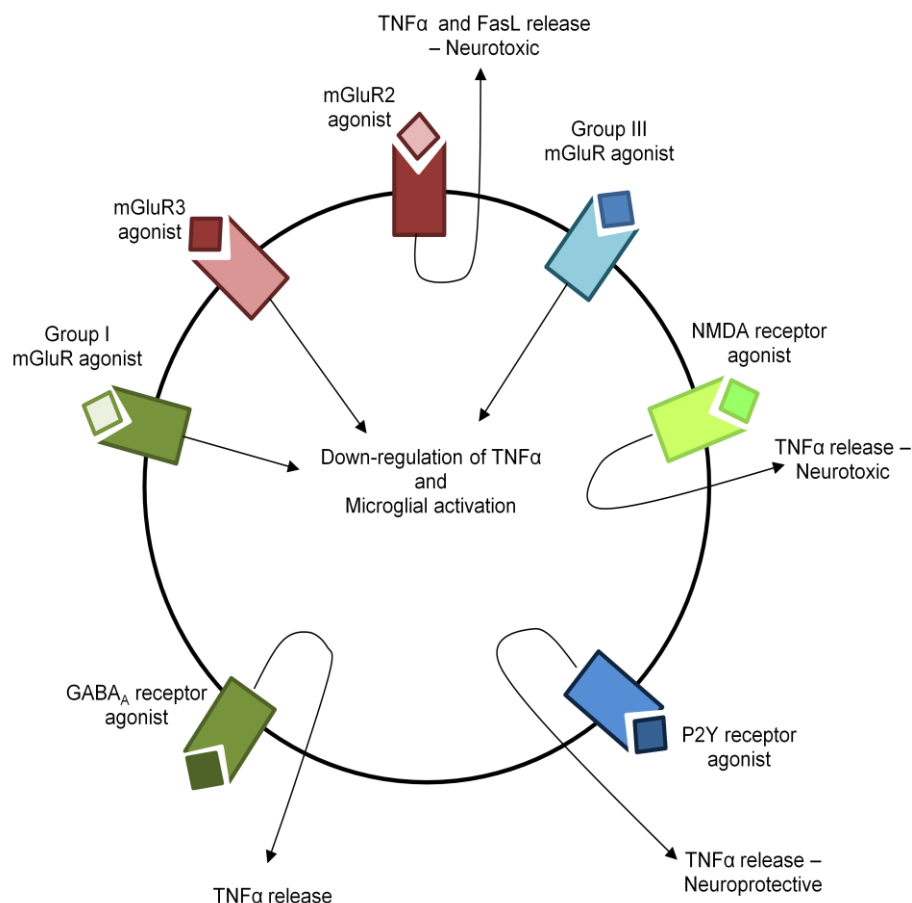 TNFα and FasL release
– Neurotoxic
mGluR2
agonist
Group III
mGluR agonist
mGluR3
agonist
Group I
mGluR agonist
NMDA receptor
agonist
Down-regulation of TNFα
and
Microglial activation
TNFα release –
Neurotoxic
GABA_A receptor
agonist
P2Y receptor
agonist
TNFα release –
Neuroprotective
TNFα release